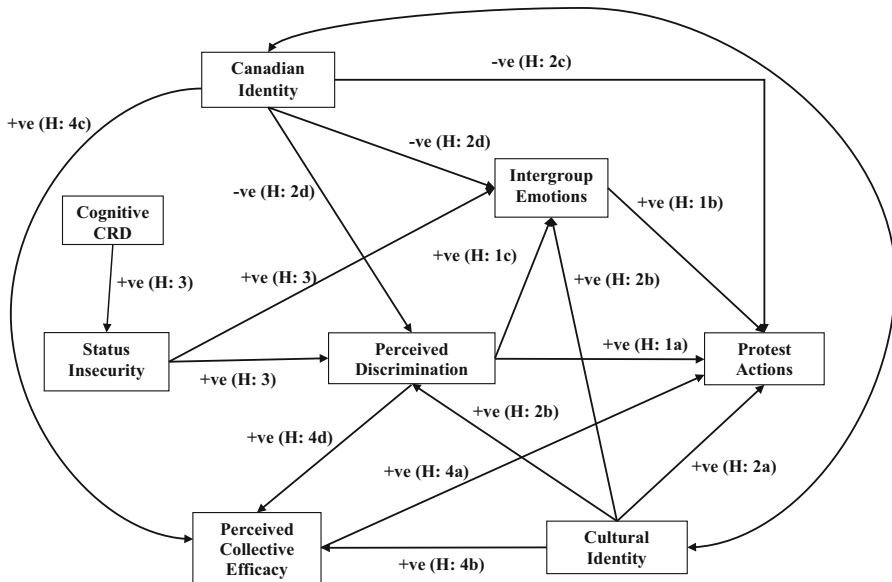 Canadian
Identity
-ve (H: 2c)
+ve (H: 4c)
-ve (H: 2d)
Intergroup
Emotions
-ve (H: 2d)
Cognitive
CRD
+ve (H: 1b)
+ve (H: 3)
+ve (H: 1c)
+ve (H: 2b)
+ve (H: 3)
Status
Insecurity
Perceived
Discrimination
+ve (H: 1a)
Protest
Actions
+ve (H: 3)
+ve (H: 2b)
+ve (H: 4d)
+ve (H: 4a)
+ve (H: 2a)
Perceived
Collective
Efficacy
Cultural
Identity
+ve (H: 4b)